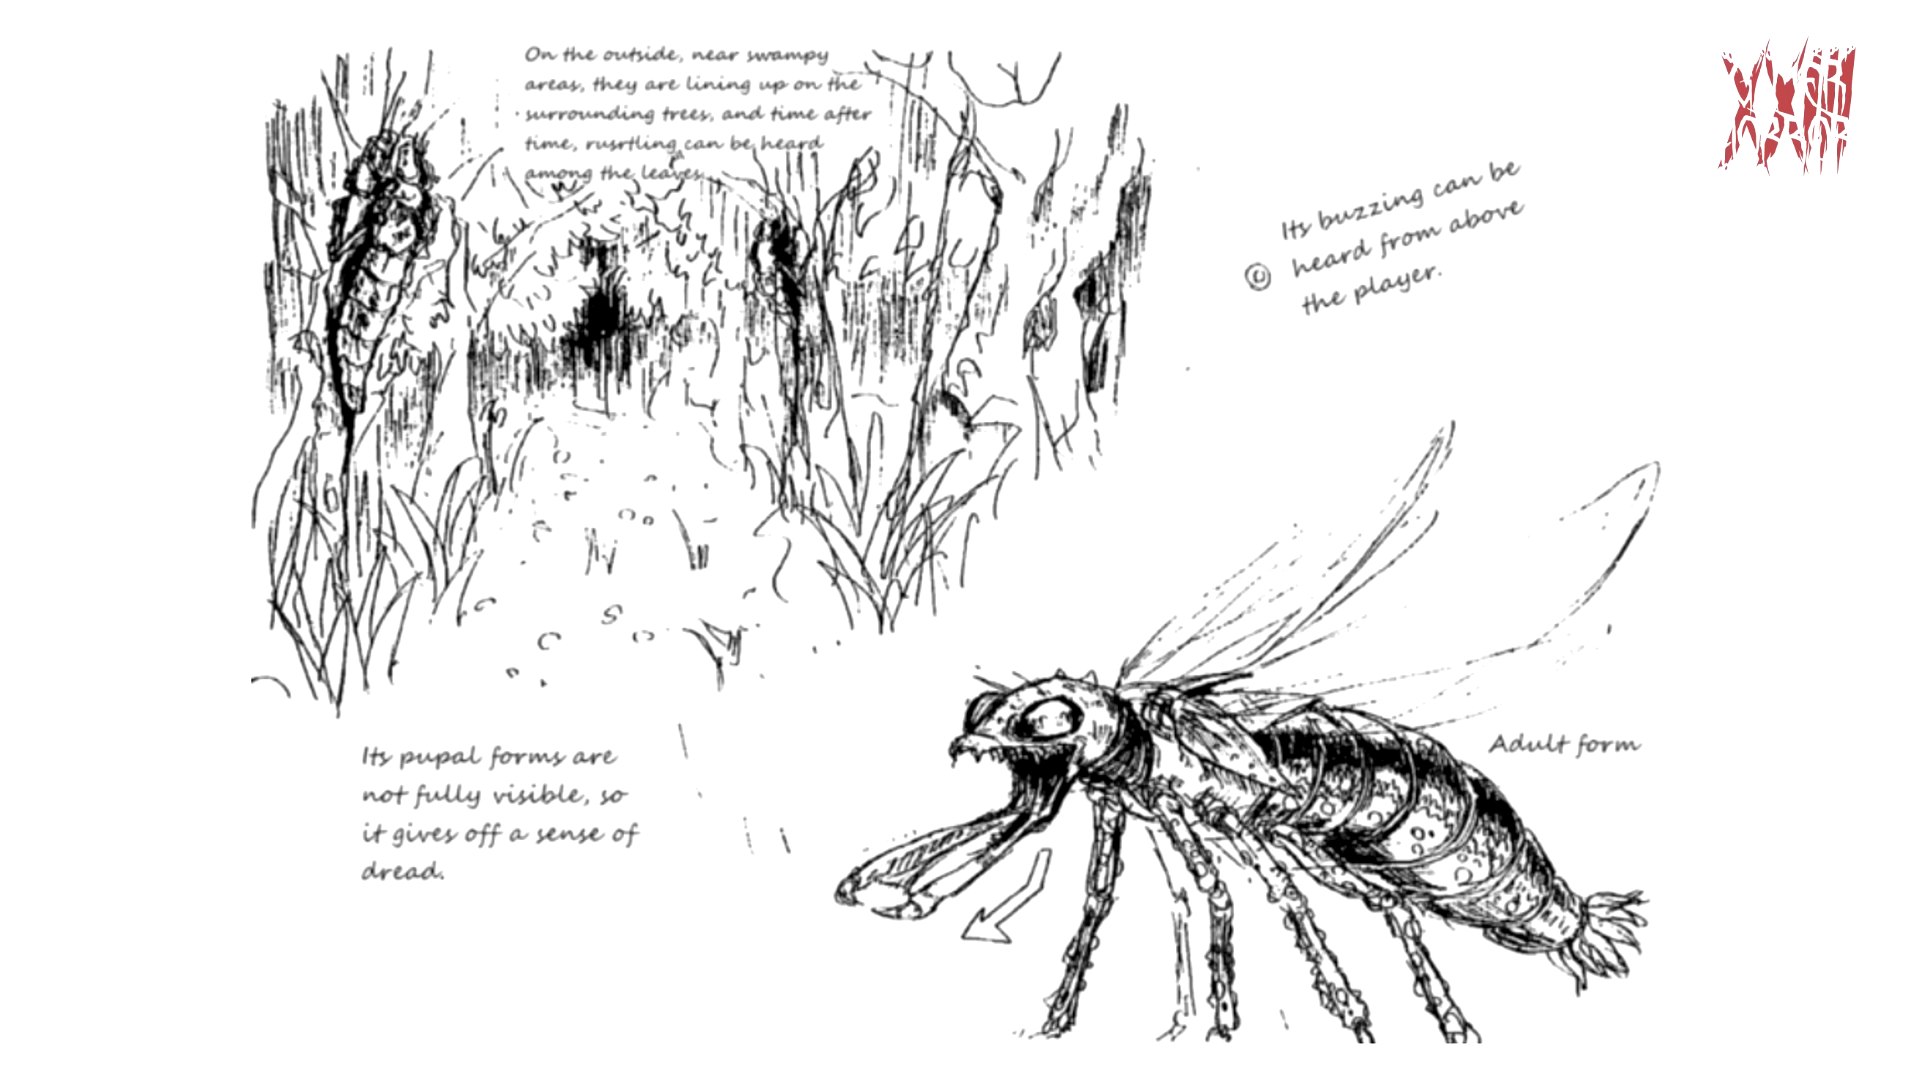 On the outside, near swampy
areas, they are lining up on the
surrounding trees, and time after
time, rusrtling can be heard
among the leaves.
Its buzzing can be
heard from above
the player.
Adult form
Its pupal forms are
not fully visible, so
it gives off a sense of
dread.